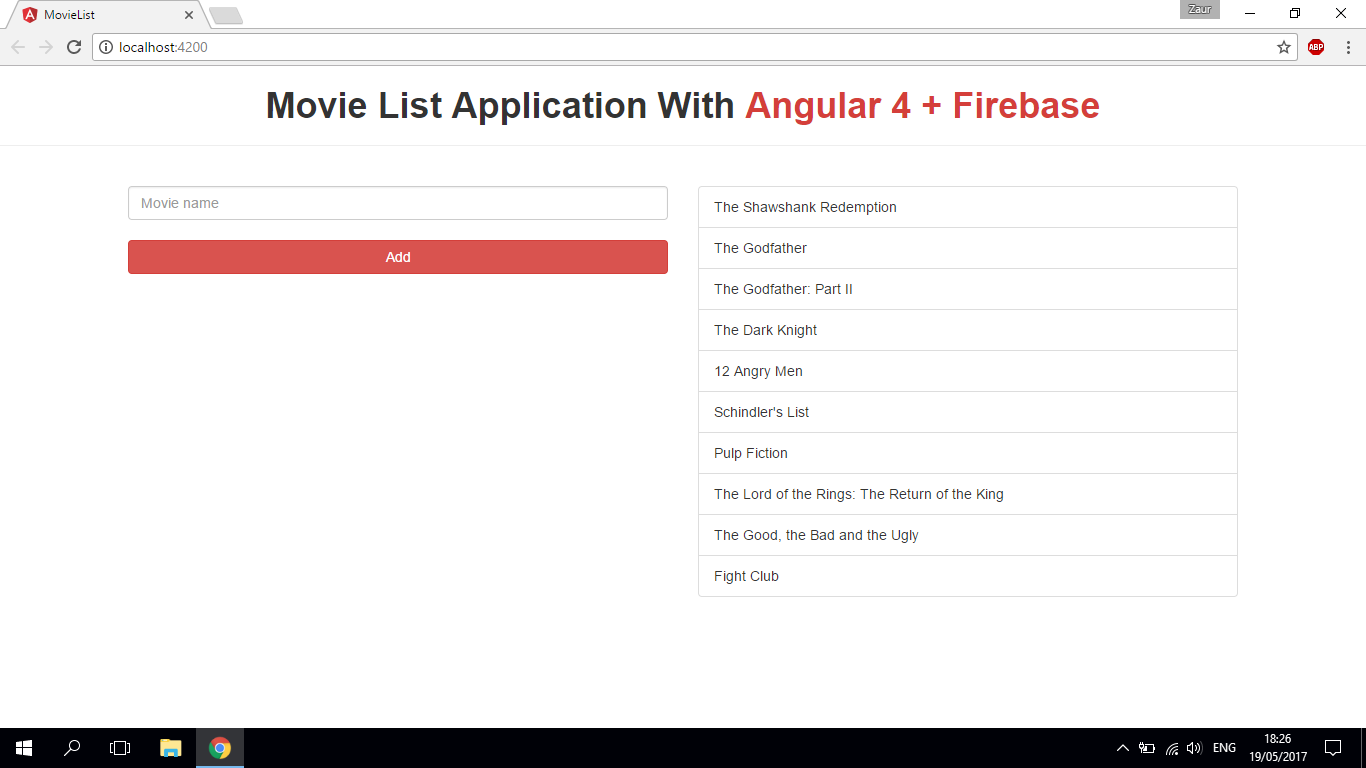 MovieList
Zaur
localhost:4200
ABP
Movie List Application With Angular 4 + Firebase
Movie name
Add
The Shawshank Redemption
The Godfather
The Godfather: Part II
The Dark Knight
12 Angry Men
Schindler's List
Pulp Fiction
The Lord of the Rings: The Return of the King
The Good, the Bad and the Ugly
Fight Club
ENG
18:26
19/05/2017